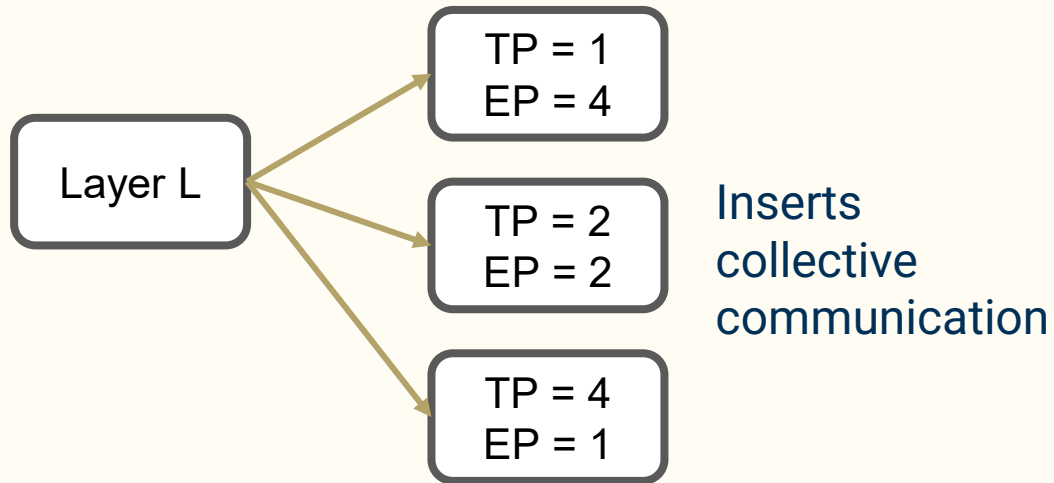 Layer L
TP = 1
EP = 4
TP = 2
EP = 2
TP = 4
EP = 1
Inserts
collective
communication